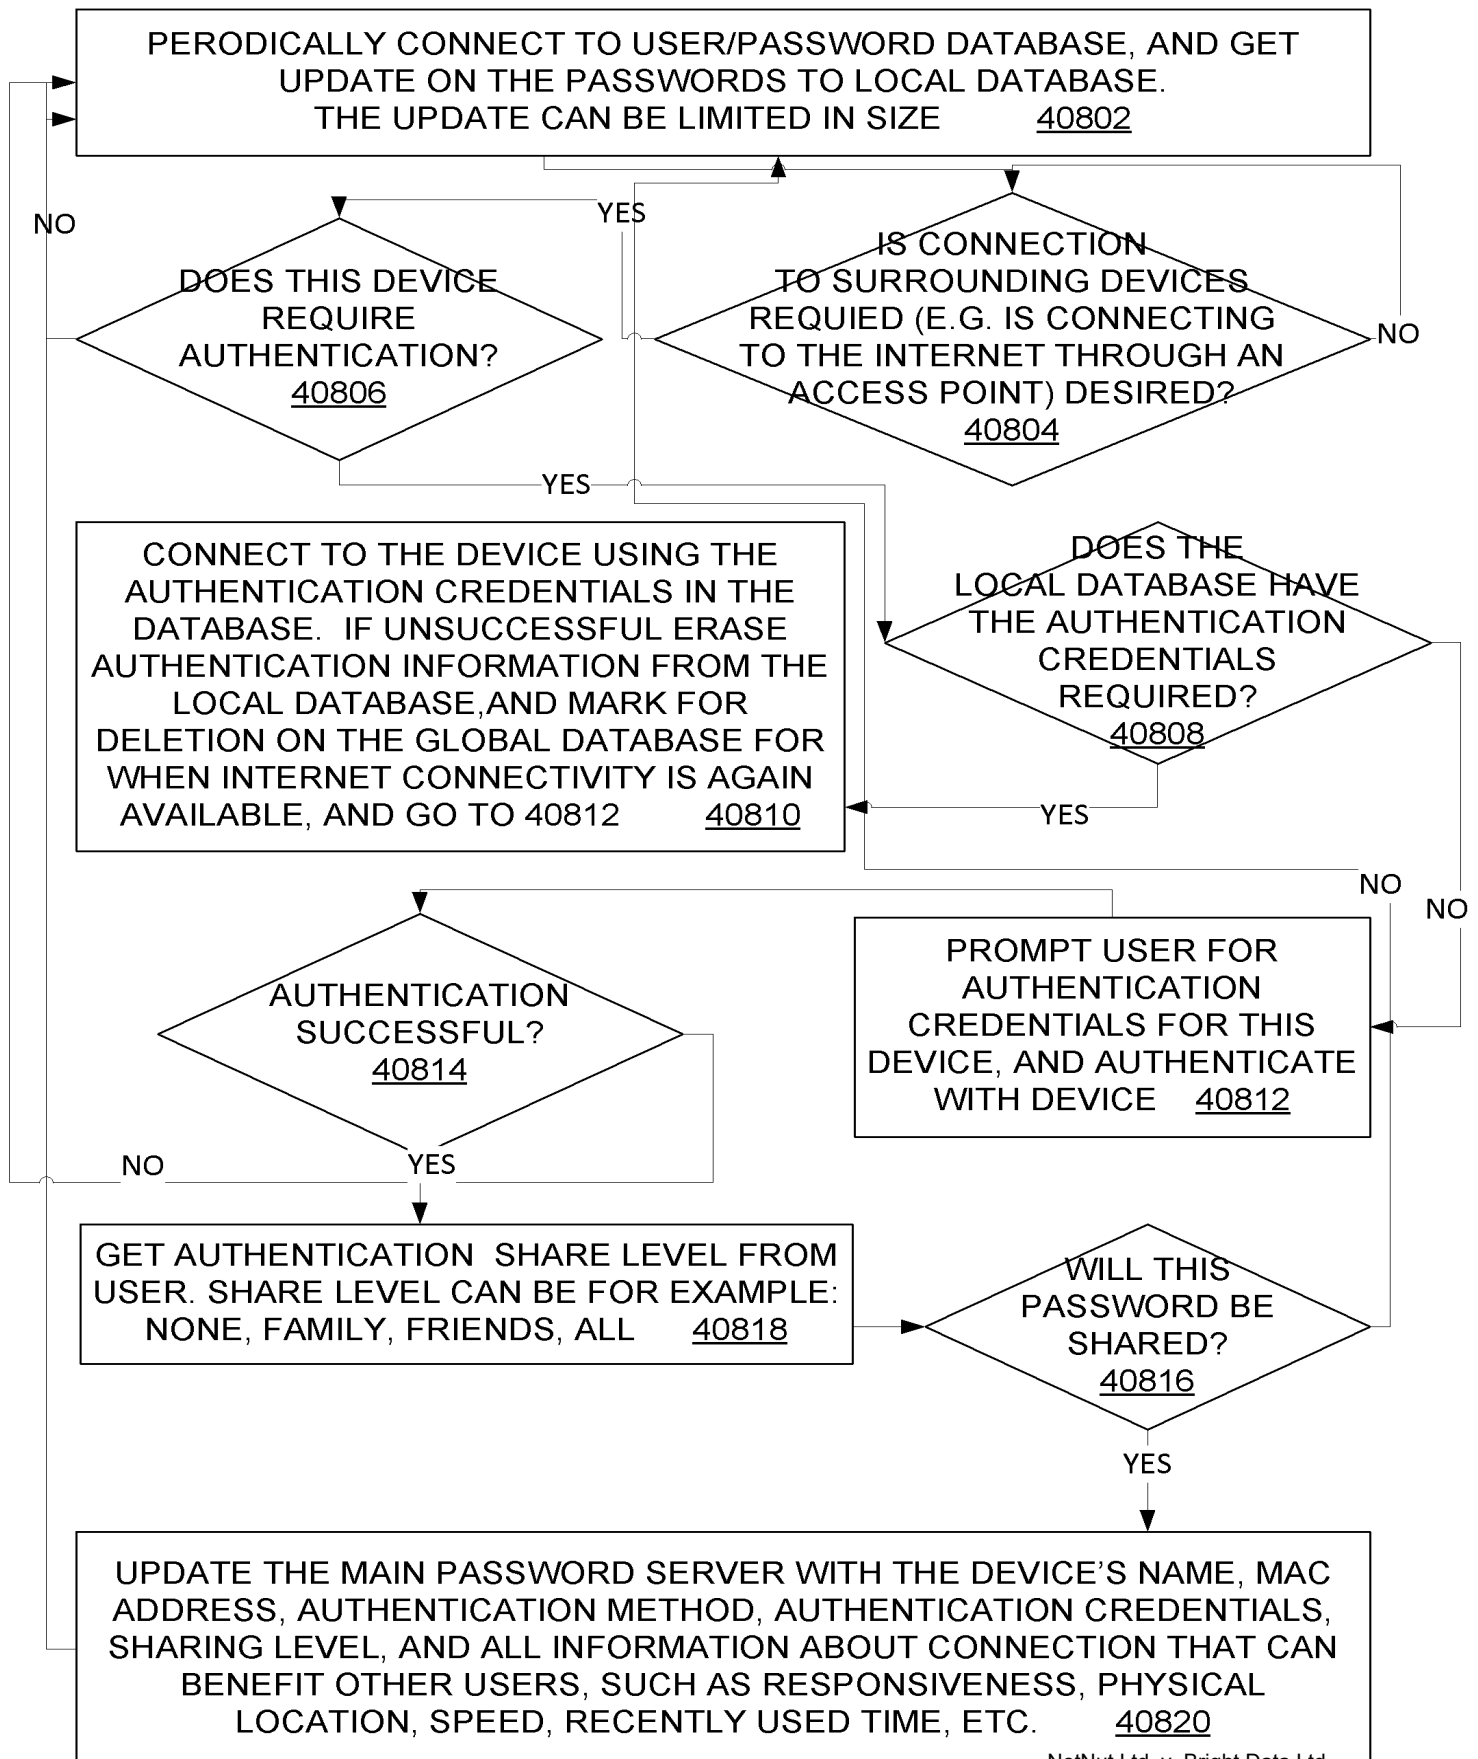 PERODICALLY CONNECT TO USER/PASSWORD DATABASE, AND GET
UPDATE ON THE PASSWORDS TO LOCAL DATABASE.
THE UPDATE CAN BE LIMITED IN SIZE 40802
NO
YES
DOES THIS DEVICE
REQUIRE
AUTHENTICATION?
40806
IS CONNECTION
TO SURROUNDING DEVICES
REQUIED (E.G. IS CONNECTING
TO THE INTERNET THROUGH AN
ACCESS POINT) DESIRED?
40804
NO
YES
CONNECT TO THE DEVICE USING THE
AUTHENTICATION CREDENTIALS IN THE
DATABASE. IF UNSUCCESSFUL ERASE
AUTHENTICATION INFORMATION FROM THE
LOCAL DATABASE,AND MARK FOR
DELETION ON THE GLOBAL DATABASE FOR
WHEN INTERNET CONNECTIVITY IS AGAIN
AVAILABLE, AND GO TO 40812 40810
DOES THE
LOCAL DATABASE HAVE
THE AUTHENTICATION
CREDENTIALS
REQUIRED?
40808
YES
NO
NO
AUTHENTICATION
SUCCESSFUL?
40814
PROMPT USER FOR
AUTHENTICATION
CREDENTIALS FOR THIS
DEVICE, AND AUTHENTICATE
WITH DEVICE 40812
NO
YES
GET AUTHENTICATION SHARE LEVEL FROM
USER. SHARE LEVEL CAN BE FOR EXAMPLE:
NONE, FAMILY, FRIENDS, ALL 40818
WILL THIS
PASSWORD BE
SHARED?
40816
YES
UPDATE THE MAIN PASSWORD SERVER WITH THE DEVICE'S NAME, MAC
ADDRESS, AUTHENTICATION METHOD, AUTHENTICATION CREDENTIALS,
SHARING LEVEL, AND ALL INFORMATION ABOUT CONNECTION THAT CAN
BENEFIT OTHER USERS, SUCH AS RESPONSIVENESS, PHYSICAL
LOCATION, SPEED, RECENTLY USED TIME, ETC. 40820
NetNut Ltd. v. Bright Data Ltd.